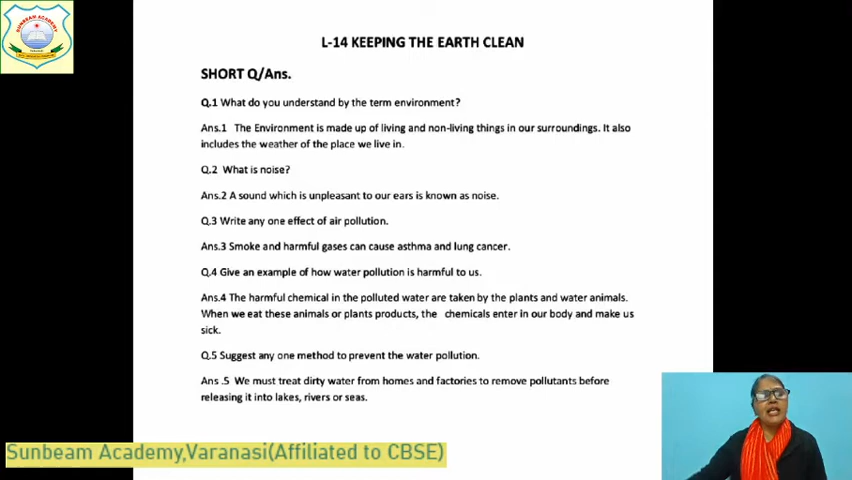 SUNBEAM ACADEMY
L-14 KEEPING THE EARTH CLEAN
SHORT Q/Ans.
Q.1 What do you understand by the term environment?
Ans.1 The Environment is made up of living and non-living things in our surroundings. It also
includes the weather of the place we live in.
Q.2 What is noise?
Ans.2 A sound which is unpleasant to our ears is known as noise.
Q.3 Write any one effect of air pollution.
Ans.3 Smoke and harmful gases can cause asthma and lung cancer.
Q.4 Give an example of how water pollution is harmful to us.
Ans.4 The harmful chemical in the polluted water are taken by the plants and water animals.
When we eat these animals or plants products, the chemicals enter in our body and make us
sick.
Q.5 Suggest any one method to prevent the water pollution.
Ans .5 We must treat dirty water from homes and factories to remove pollutants before
releasing it into lakes, rivers or seas.
Sunbeam Academy,Varanasi(Affiliated to CBSE)